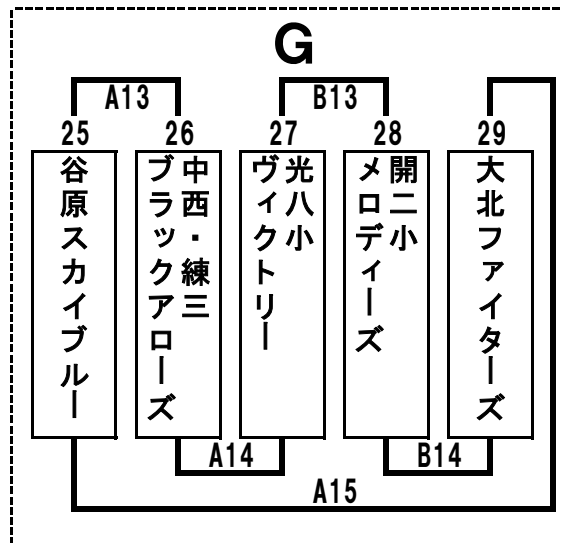 G
A13
B13
25
26
27
28
29
谷原スカイブルー
中西・練三
ブラックアローズ
光八小
ヴィクトリー
開二小
メロディーズ
大北ファイターズ
A14
B14
A15